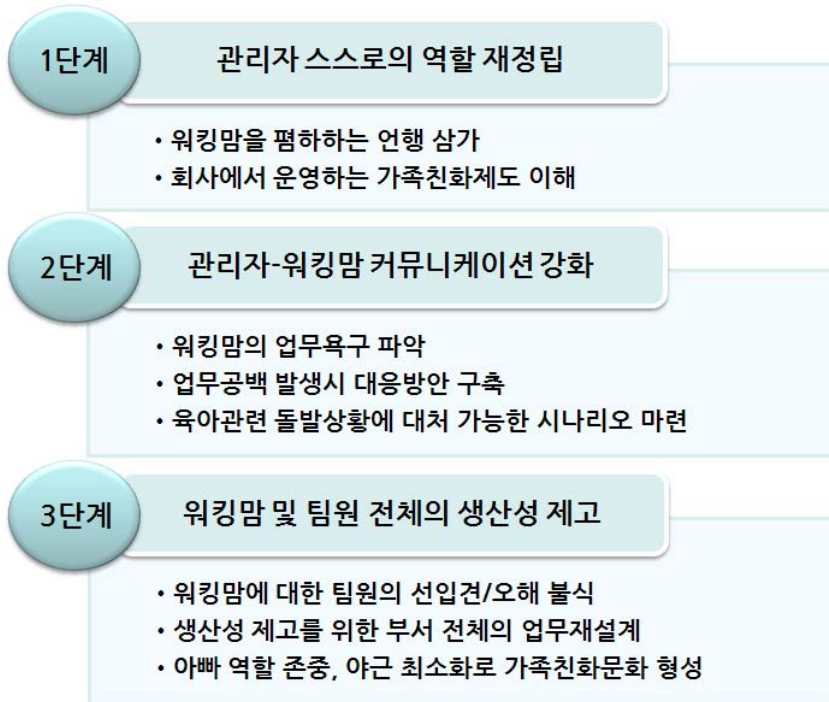 1단계
관리자 스스로의 역할 재정립
• 워킹맘을 폄하하는 언행 삼가
• 회사에서 운영하는 가족친화제도 이해
2단계
관리자-워킹맘 커뮤니케이션 강화
• 워킹맘의 업무욕구 파악
• 업무공백 발생시 대응방안 구축
• 육아관련 돌발상황에 대처 가능한 시나리오 마련
3단계
워킹맘 및 팀원 전체의 생산성 제고
• 워킹맘에 대한 팀원의 선입견/오해 불식
• 생산성 제고를 위한 부서 전체의 업무재설계
• 아빠 역할 존중, 야근 최소화로 가족친화문화 형성